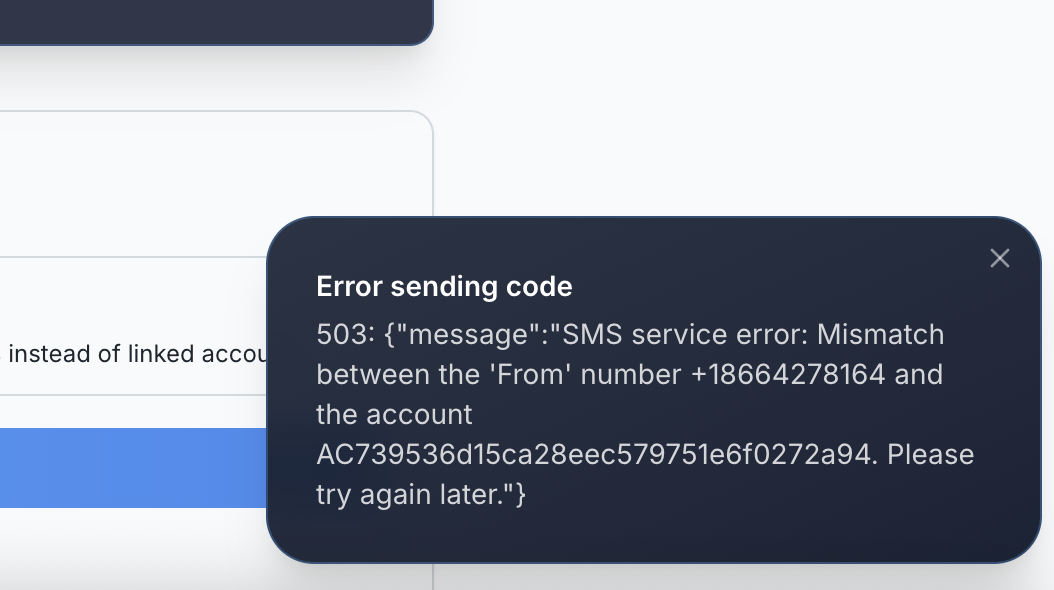 instead of linked accou
Error sending code
503: {"message":"SMS service error: Mismatch
between the 'From' number +18664278164 and
the account
AC739536d15ca28eec579751e6f0272a94. Please
try again later."}